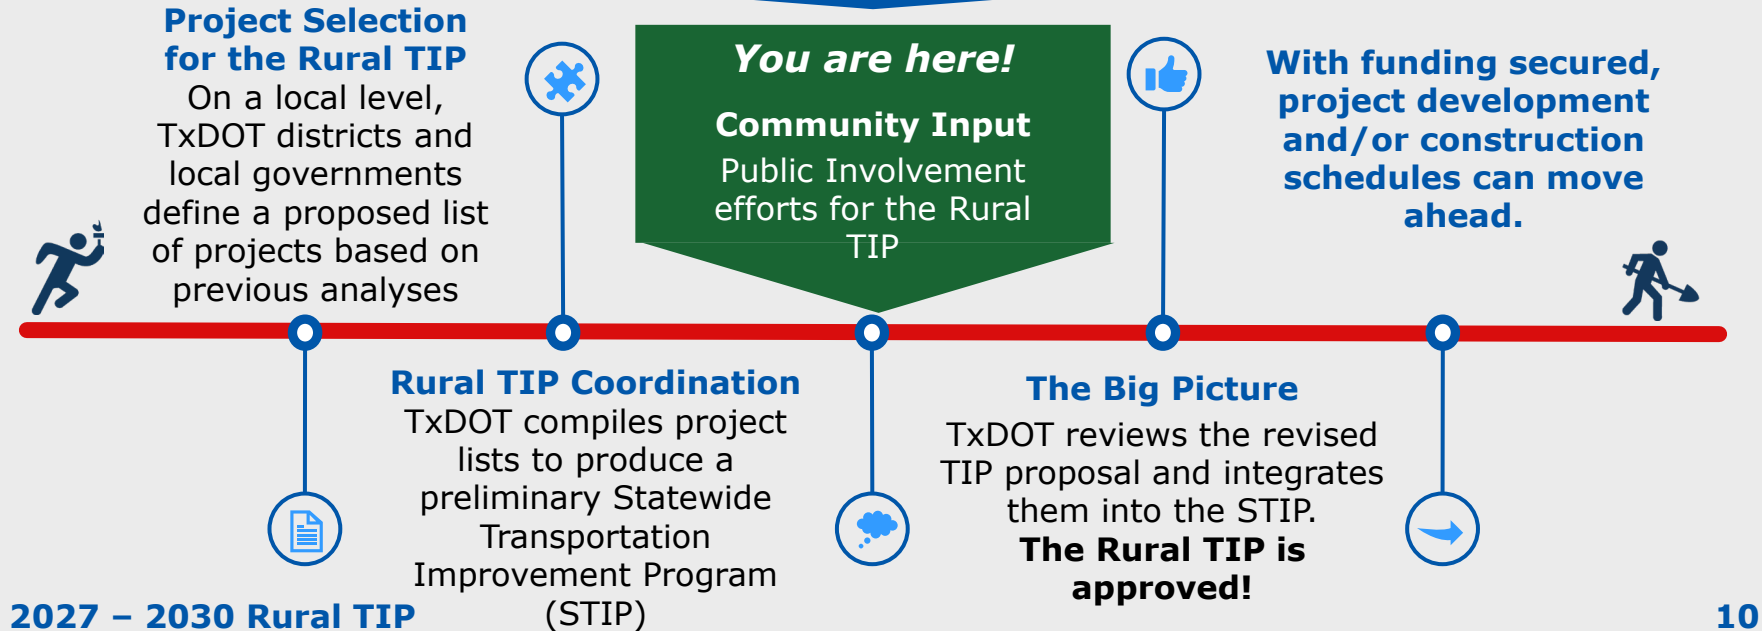 Project Selection
for the Rural TIP
On a local level,
TxDOT districts and
local governments
define a proposed list
of projects based on
previous analyses
Rural TIP Coordination
TxDOT compiles project
lists to produce a
preliminary Statewide
Transportation
Improvement Program
(STIP)
You are here!
Community Input
Public Involvement
efforts for the Rural
TIP
The Big Picture
TxDOT reviews the revised
TIP proposal and integrates
them into the STIP.
The Rural TIP is
approved!
With funding secured,
project development
and/or construction
schedules can move
ahead.
2027 – 2030 Rural TIP
10